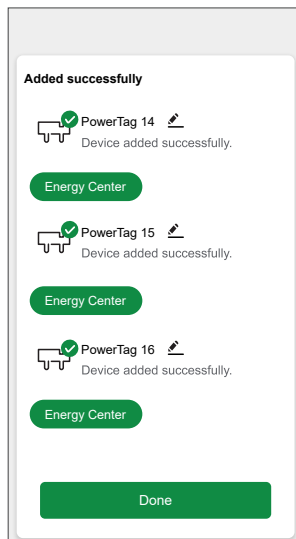 Added successfully
PowerTag 14
Device added successfully.
Energy Center
PowerTag 15
Device added successfully.
Energy Center
PowerTag 16
Device added successfully.
Energy Center
Done